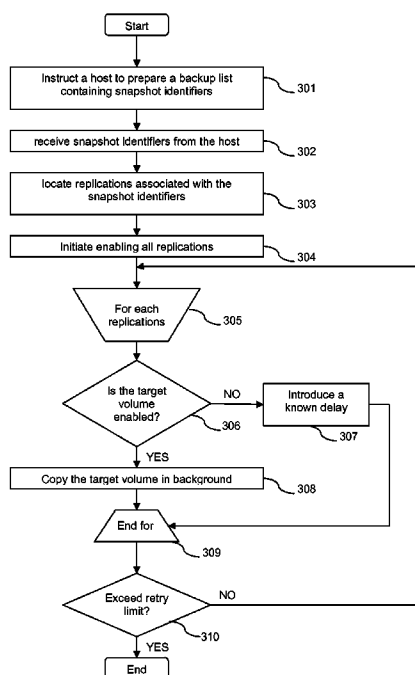 Start
Instruct a host to prepare a backup list
containing snapshot identifiers
301
receive snapshot identifiers from the host
302
locate replications associated with the
snapshot identifiers
303
Initiate enabling all replications
304
For each
replications
305
Is the target
volume
enabled?
306
NO
Introduce a
known delay
307
YES
Copy the target volume in background
308
End for
309
Exceed retry
limit?
310
NO
YES
End